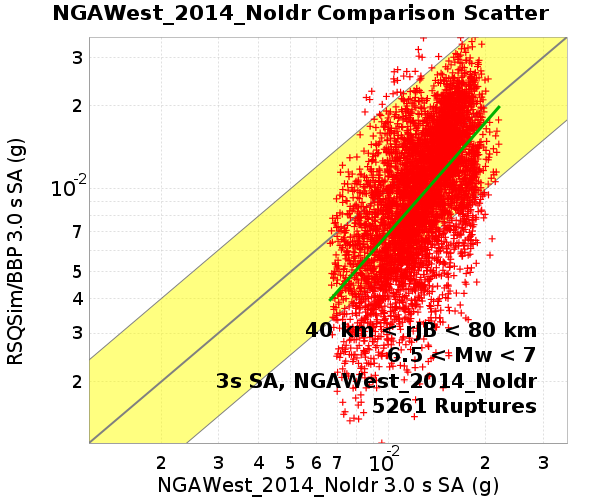 NGAWest_2014_NoIdr Comparison Scatter
RSQSim/BBP 3.0 s SA (g)
3
2
10-2
7
5
4
3
2
40 km < rJB < 80 km
6.5 < Mw < 7
3s SA, NGAWest_2014_NoIdr
5261 Ruptures
2 3 4 5 6 7 10-2 2 3
NGAWest_2014_NoIdr 3.0 s SA (g)